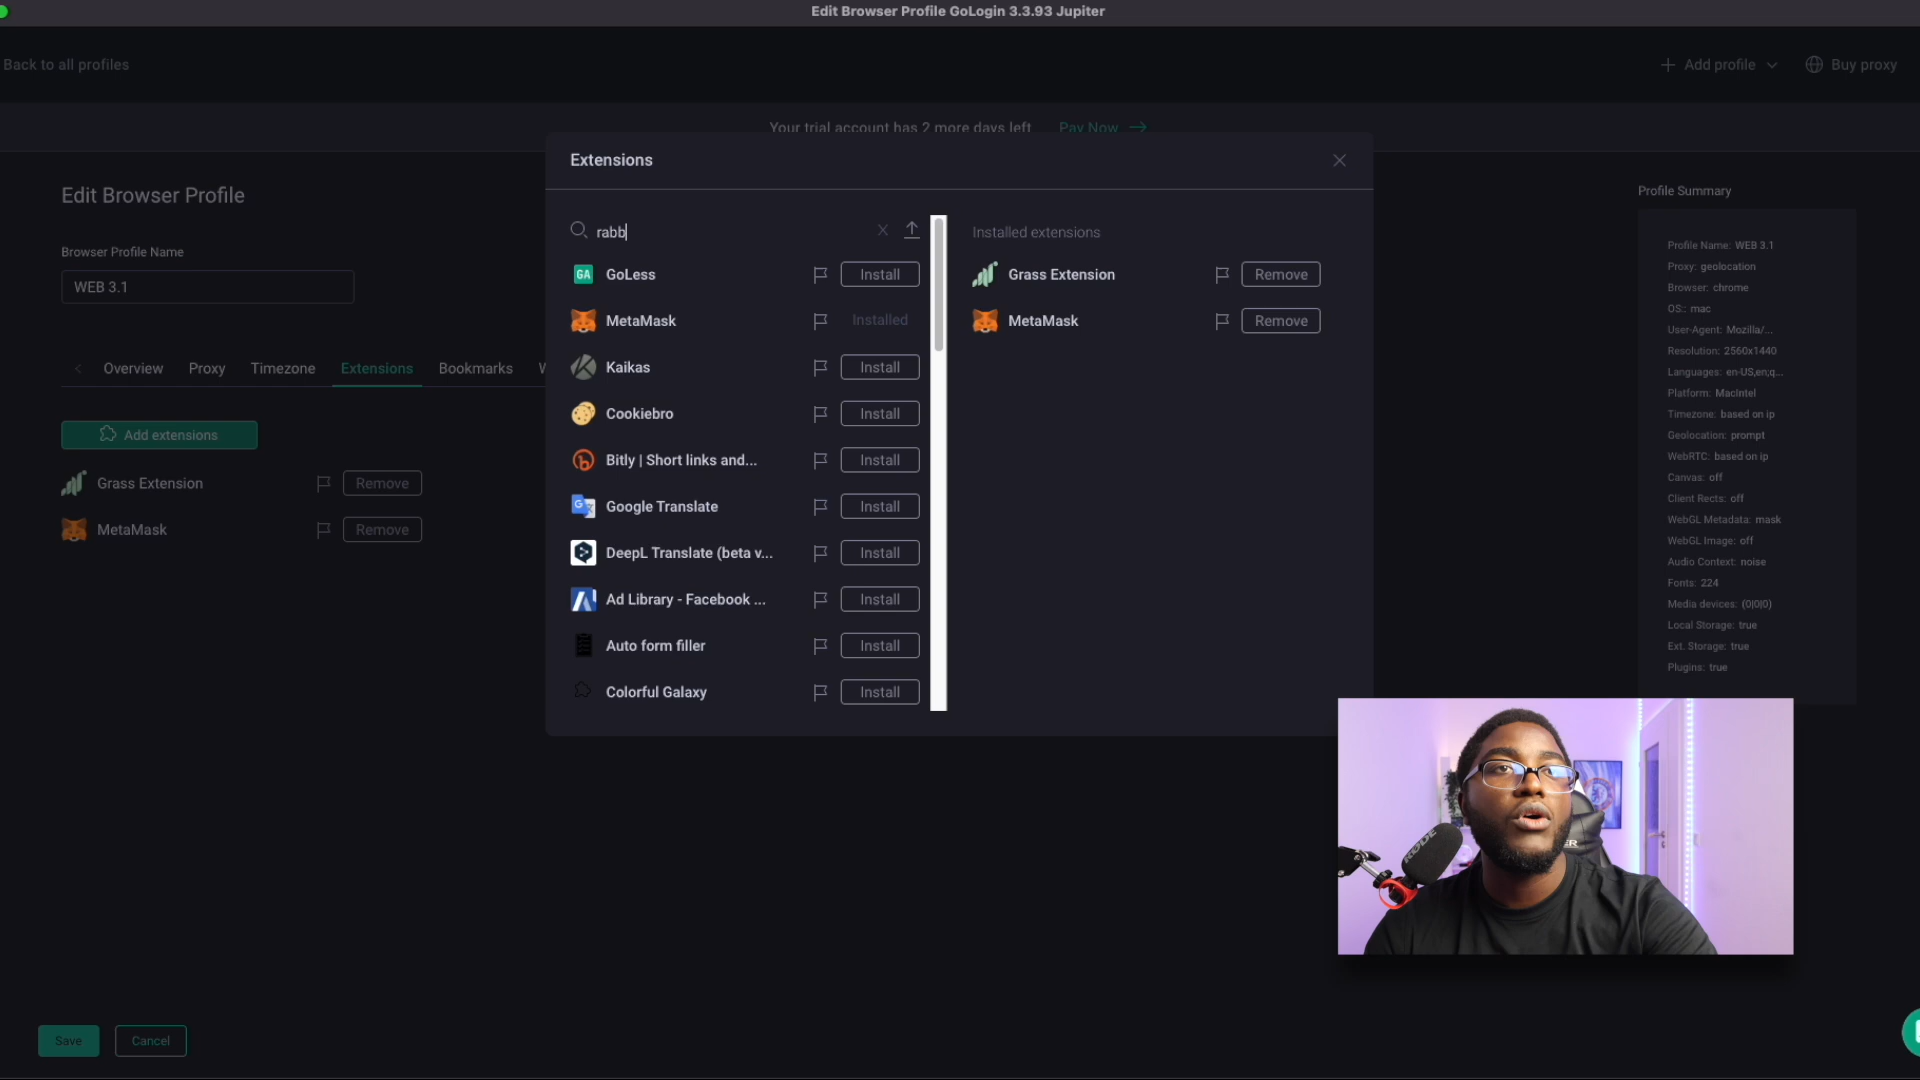 Edit Browser Profile GoLogin 3.3.93 Jupiter
Back to all profiles
Add profile
Buy proxy
Your trial account has 2 more days left Pay Now
Edit Browser Profile
Browser Profile Name
WEB 3.1
Overview Proxy Timezone Extensions Bookmarks
Add extensions
Grass Extension Remove
MetaMask Remove
Save Cancel
Extensions
rabb
GoLess Install
MetaMask Installed
Kaikas Install
Cookiebro Install
Bitly | Short links and... Install
Google Translate Install
DeepL Translate (beta v... Install
Ad Library - Facebook ... Install
Auto form filler Install
Colorful Galaxy Install
Installed extensions
Grass Extension Remove
MetaMask Remove
Profile Summary
Profile Name: WEB 3.1
Proxy: geolocation
Browser: chrome
OS:: mac
User-Agent: Mozilla/...
Resolution: 2560x1440
Languages: en-US,en;q...
Platform: MacIntel
Timezone: based on ip
Geolocation: prompt
WebRTC: based on ip
Canvas: off
Client Rects: off
WebGL Metadata: mask
WebGL Image: off
Audio Context: noise
Fonts: 224
Media devices: (0|0|0)
Local Storage: true
Ext. Storage: true
Plugins: true
RODE